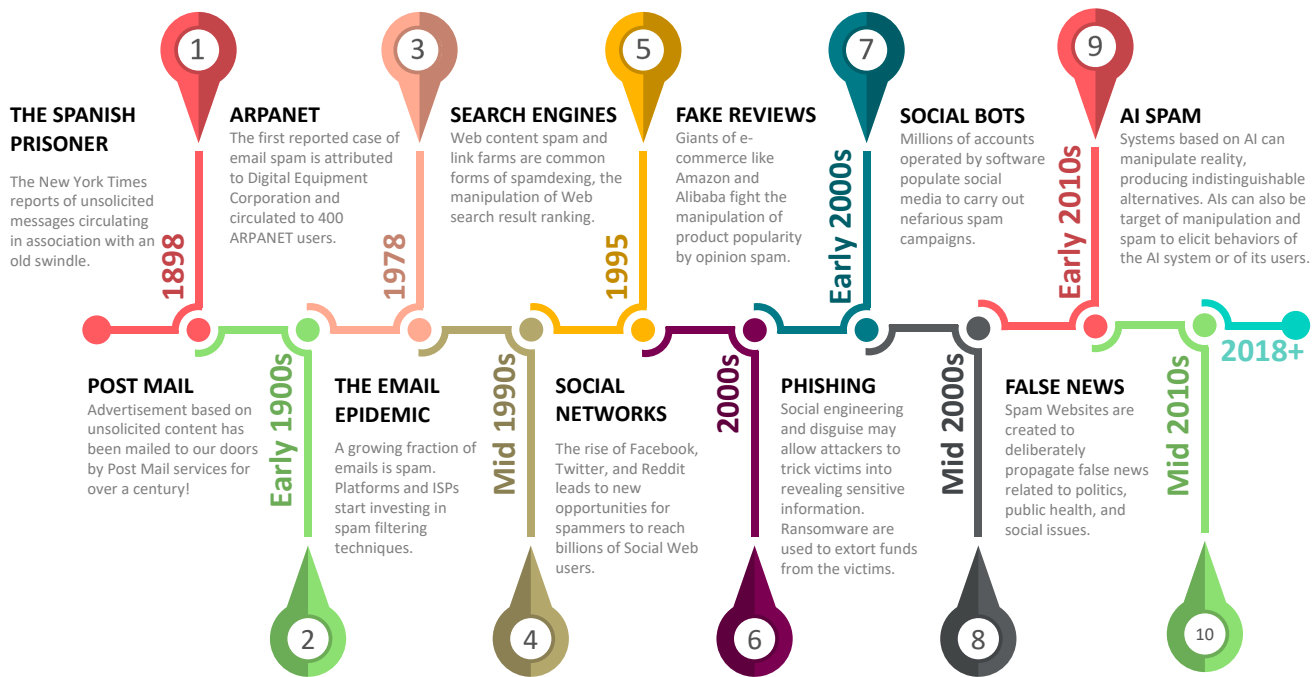 1
THE SPANISH
PRISONER
The New York Times
reports of unsolicited
messages circulating
in association with an
old swindle.
1898
2
POST MAIL
Advertisement based on
unsolicited content has
been mailed to our doors
by Post Mail services for
over a century!
Early 1900s
3
ARPANET
The first reported case of
email spam is attributed
to Digital Equipment
Corporation and
circulated to 400
ARPANET users.
1978
4
THE EMAIL
EPIDEMIC
A growing fraction of
emails is spam.
Platforms and ISPs
start investing in
spam filtering
techniques.
Mid 1990s
5
SEARCH ENGINES
Web content spam and
link farms are common
forms of spamdexing, the
manipulation of Web
search result ranking.
1995
6
SOCIAL
NETWORKS
The rise of Facebook,
Twitter, and Reddit
leads to new
opportunities for
spammers to reach
billions of Social Web
users.
2000s
7
FAKE REVIEWS
Giants of e-
commerce like
Amazon and
Alibaba fight the
manipulation of
product popularity
by opinion spam.
Early 2000s
8
PHISHING
Social engineering
and disguise may
allow attackers to
trick victims into
revealing sensitive
information.
Ransomware are
used to extort funds
from the victims.
Mid 2000s
9
SOCIAL BOTS
Millions of accounts
operated by software
populate social
media to carry out
nefarious spam
campaigns.
Early 2010s
10
FALSE NEWS
Spam Websites are
created to
deliberately
propagate false news
related to politics,
public health, and
social issues.
Mid 2010s
AI SPAM
Systems based on AI can
manipulate reality,
producing indistinguishable
alternatives. AIs can also be
target of manipulation and
spam to elicit behaviors of
the AI system or of its users.
2018+